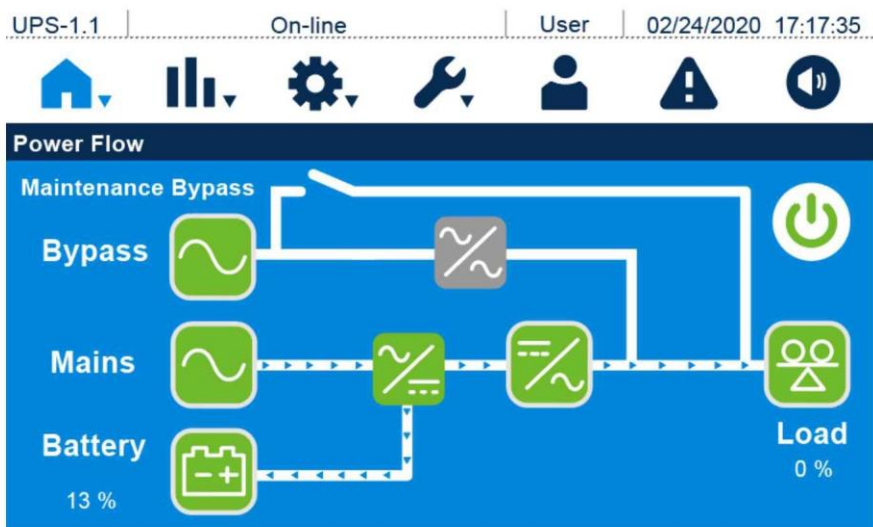 UPS-1.1 On-line User 02/24/2020 17:17:35
Power Flow
Maintenance Bypass
Bypass
Mains
Battery
13 %
Load
0 %